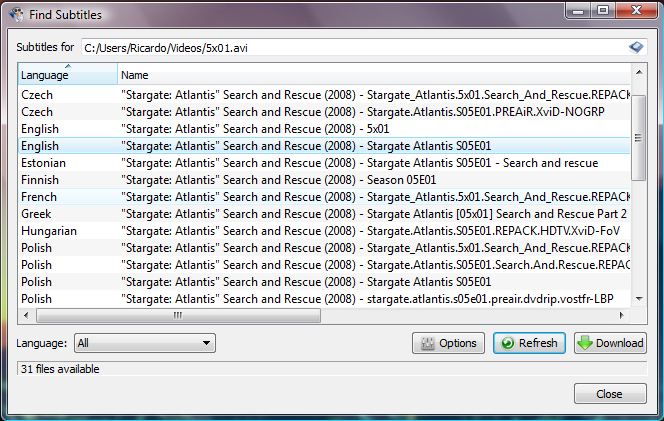 Find Subtitles
Subtitles for C:/Users/Ricardo/Videos/5x01.avi
Language Name
Czech "Stargate: Atlantis" Search and Rescue (2008) - Stargate_Atlantis.5x01.Search_And_Rescue.REPACK
Czech "Stargate: Atlantis" Search and Rescue (2008) - Stargate.Atlantis.S05E01.PREAiR.XviD-NOGRP
English "Stargate: Atlantis" Search and Rescue (2008) - 5x01
English "Stargate: Atlantis" Search and Rescue (2008) - Stargate Atlantis S05E01
Estonian "Stargate: Atlantis" Search and Rescue (2008) - Stargate Atlantis S05E01 - Search and rescue
Finnish "Stargate: Atlantis" Search and Rescue (2008) - Season 05E01
French "Stargate: Atlantis" Search and Rescue (2008) - Stargate_Atlantis.5x01.Search_And_Rescue.REPACK
Greek "Stargate: Atlantis" Search and Rescue (2008) - Stargate Atlantis [05x01] Search and Rescue Part 2
Hungarian "Stargate: Atlantis" Search and Rescue (2008) - Stargate.Atlantis.S05E01.REPACK.HDTV.XviD-FoV
Polish "Stargate: Atlantis" Search and Rescue (2008) - Stargate_Atlantis.5x01.Search_And_Rescue.REPACK
Polish "Stargate: Atlantis" Search and Rescue (2008) - Stargate.Atlantis.S05E01.Search.And.Rescue.REPACK
Polish "Stargate: Atlantis" Search and Rescue (2008) - Stargate Atlantis S05E01
Polish "Stargate: Atlantis" Search and Rescue (2008) - stargate.atlantis.s05e01.preair.dvdrip.vostfr-LBP
Language: All Options Refresh Download
31 files available
Close